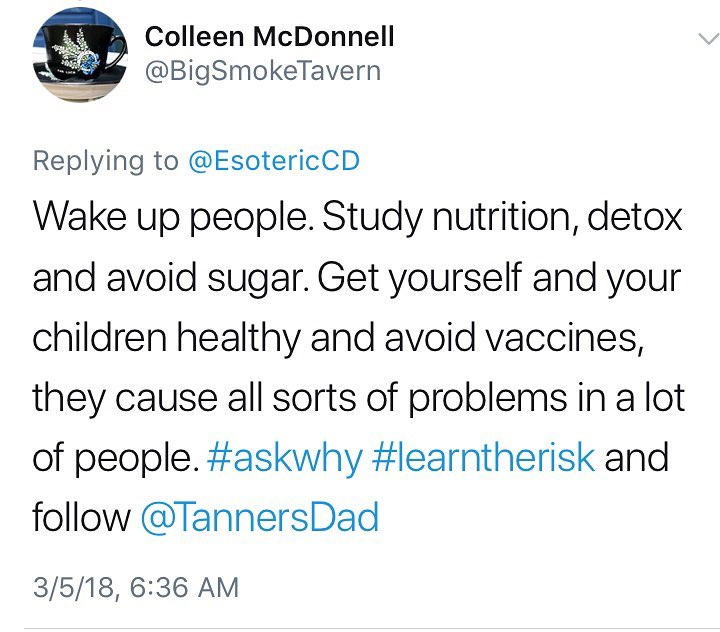 Colleen McDonnell
@BigSmokeTavern
Replying to @EsotericCD
Wake up people. Study nutrition, detox
and avoid sugar. Get yourself and your
children healthy and avoid vaccines,
they cause all sorts of problems in a lot
of people. #askwhy #learntherisk and
follow @TannersDad
3/5/18, 6:36 AM